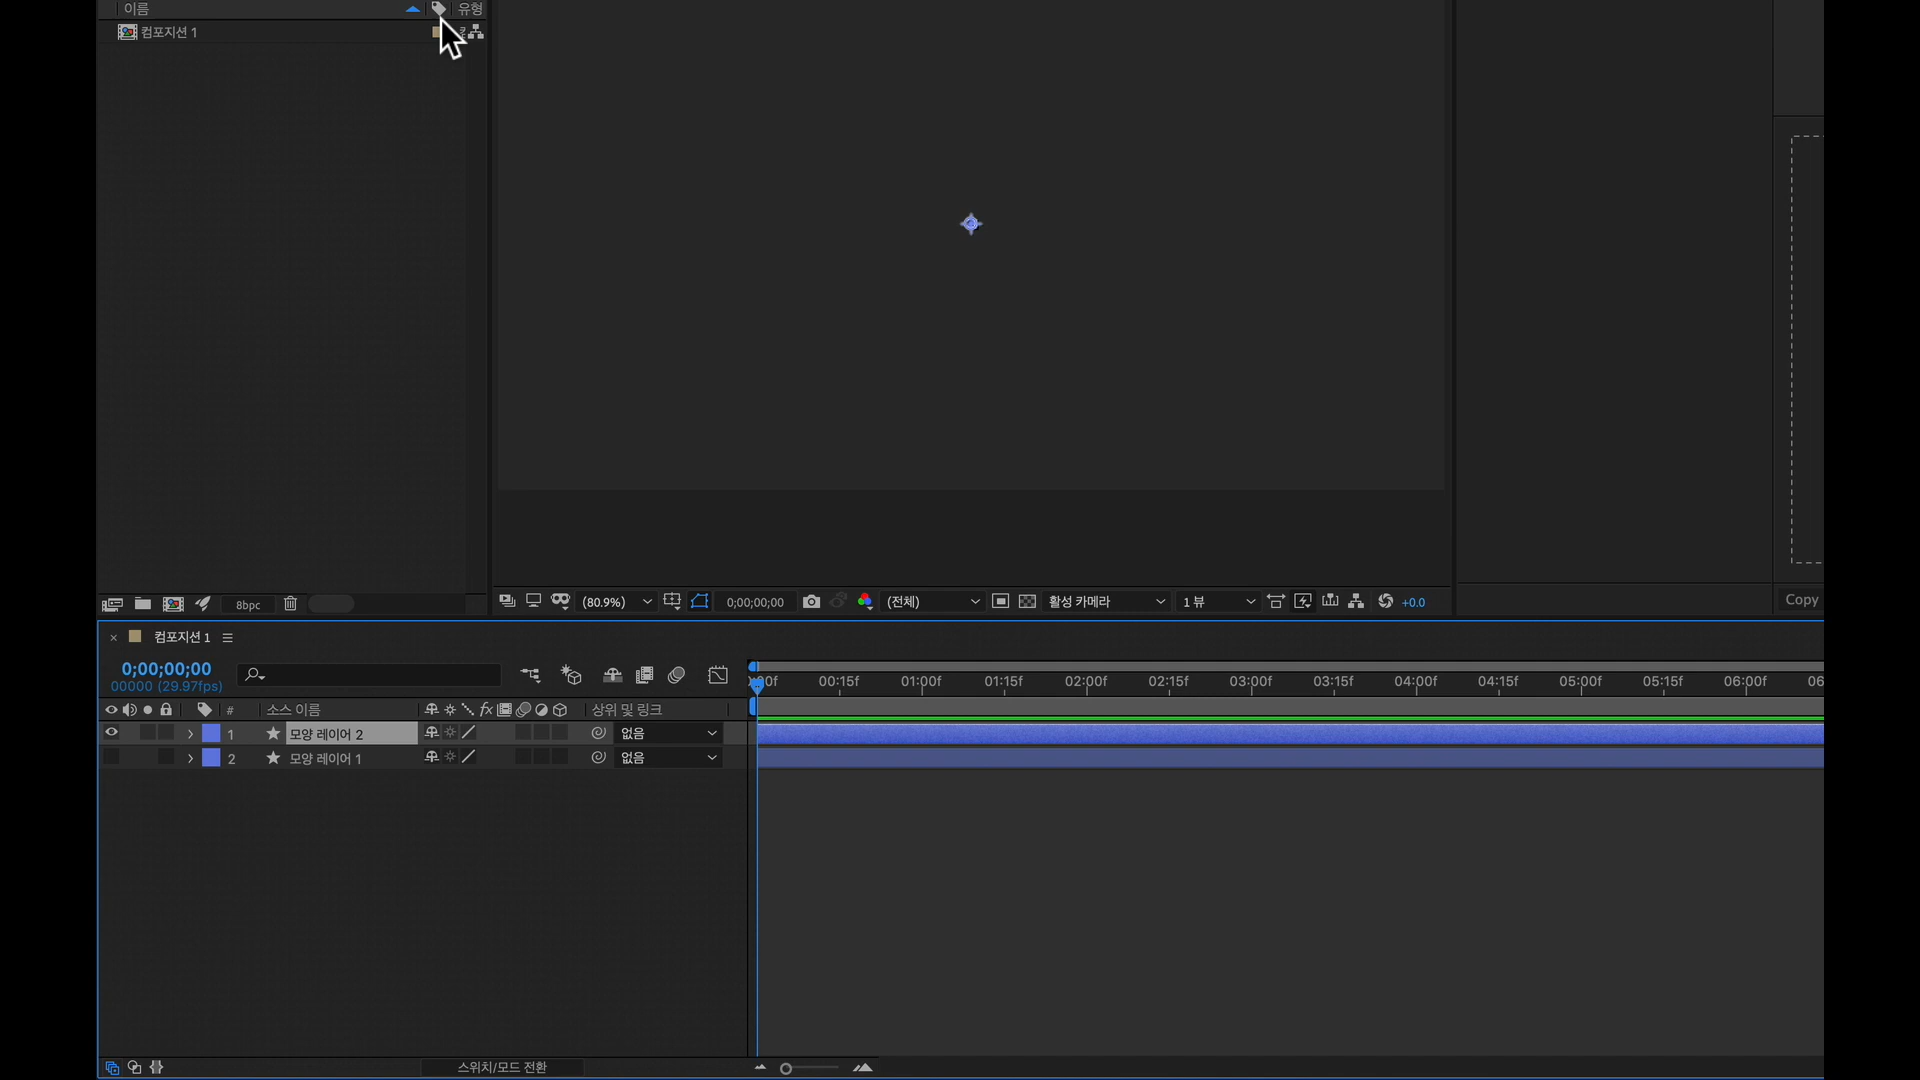 이름 유형
컴포지션 1
8bpc
(80.9%) 0;00;00;00 (전체) 활성 카메라 1 뷰 +0.0
Copy
컴포지션 1
0;00;00;00
00000 (29.97fps)
00f 00:15f 01:00f 01:15f 02:00f 02:15f 03:00f 03:15f 04:00f 04:15f 05:00f 05:15f 06:00f 06
# 소스 이름 fx 상위 및 링크
1 모양 레이어 2 없음
2 모양 레이어 1 없음
스위치/모드 전환